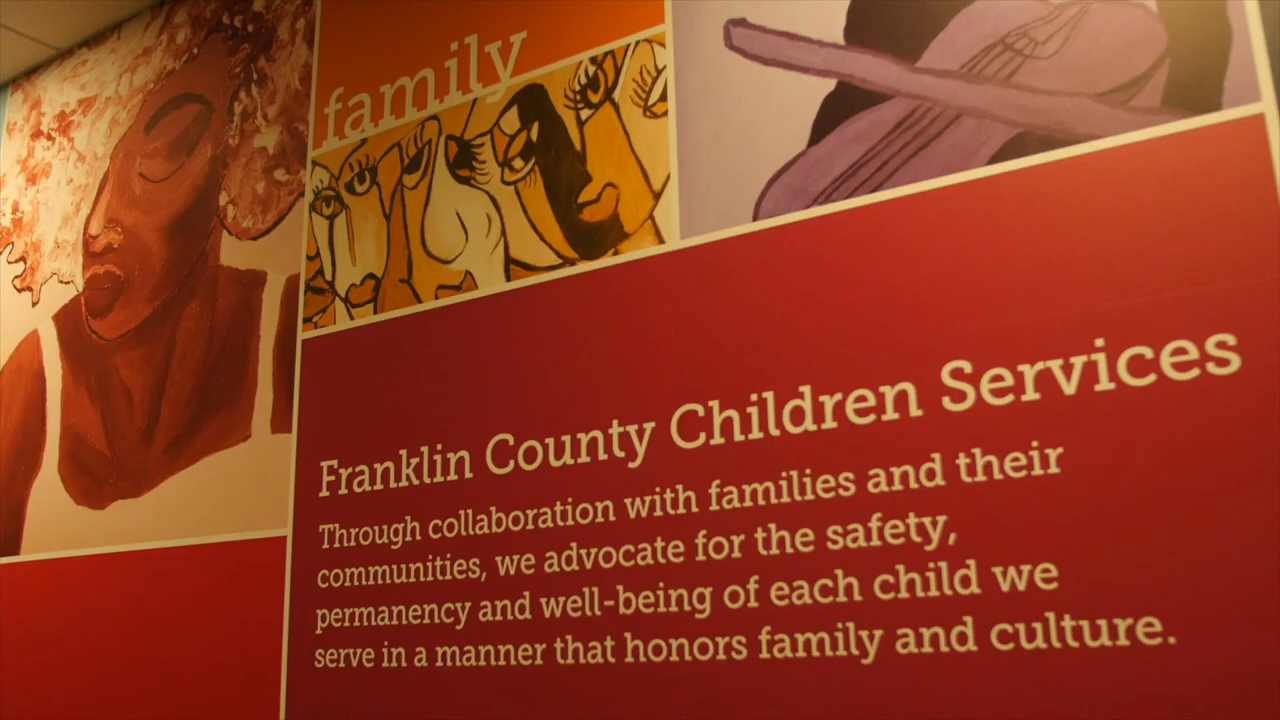 family
Franklin County Children Services
Through collaboration with families and their
communities, we advocate for the safety,
permanency and well-being of each child we
serve in a manner that honors family and culture.